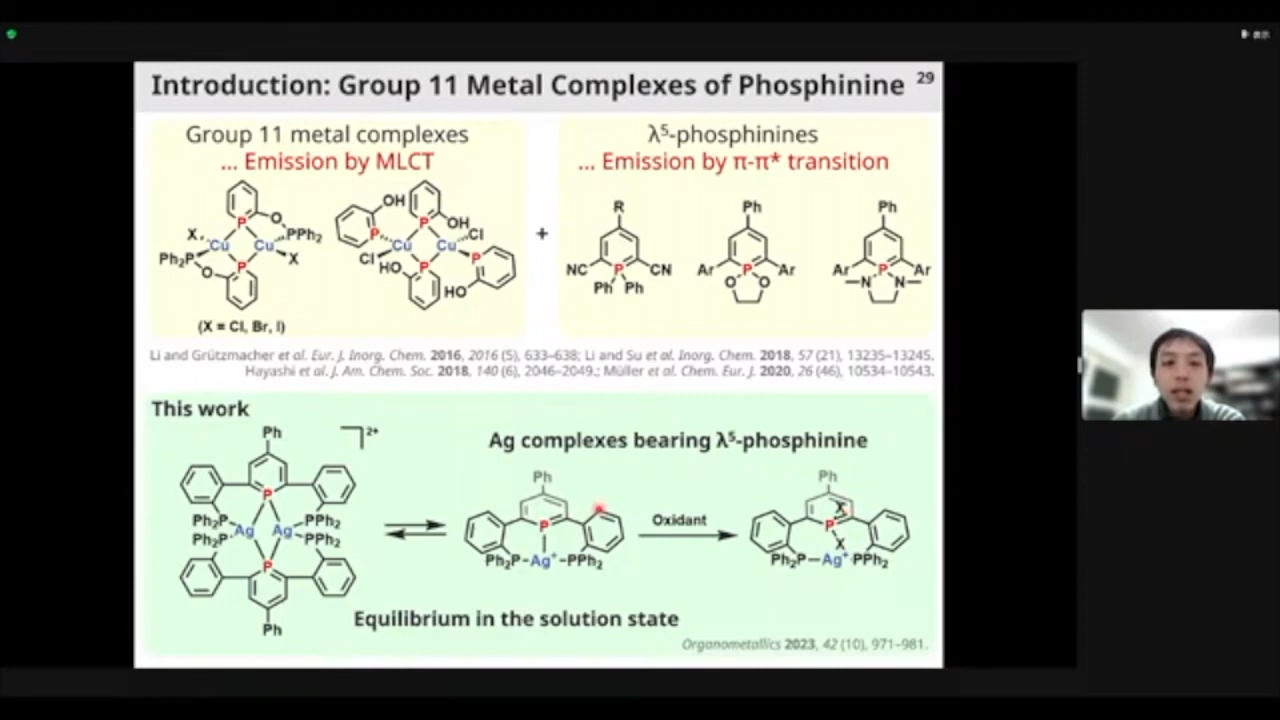 Introduction: Group 11 Metal Complexes of Phosphinine 29
Group 11 metal complexes
... Emission by MLCT
λ⁵-phosphinines
... Emission by π-π* transition
OH
P
O
X
Cu
Cu
PPh₂
Ph₂P
X
O
P
(X = Cl, Br, I)
P
P
OH
Cl
Cu
Cu
Cl
HO
P
P
HO
+
R
NC
P
CN
Ph Ph
Ph
Ar
P
Ar
O O
Ph
Ar
P
Ar
N N
Li and Grützmacher et al. Eur. J. Inorg. Chem. 2016, 2016 (5), 633–638; Li and Su et al. Inorg. Chem. 2018, 57 (21), 13235–13245.
Hayashi et al. J. Am. Chem. Soc. 2018, 140 (6), 2046–2049.; Müller et al. Chem. Eur. J. 2020, 26 (46), 10534–10543.
This work
Ph
2+
P
Ph₂P
PPh₂
Ag
Ag
Ph₂P
PPh₂
P
Ph
Ag complexes bearing λ⁵-phosphinine
Ph
P
Ph₂P–Ag⁺–PPh₂
Oxidant
Ph
X
P
X
Ph₂P–Ag⁺ PPh₂
Equilibrium in the solution state
Organometallics 2023, 42 (10), 971–981.